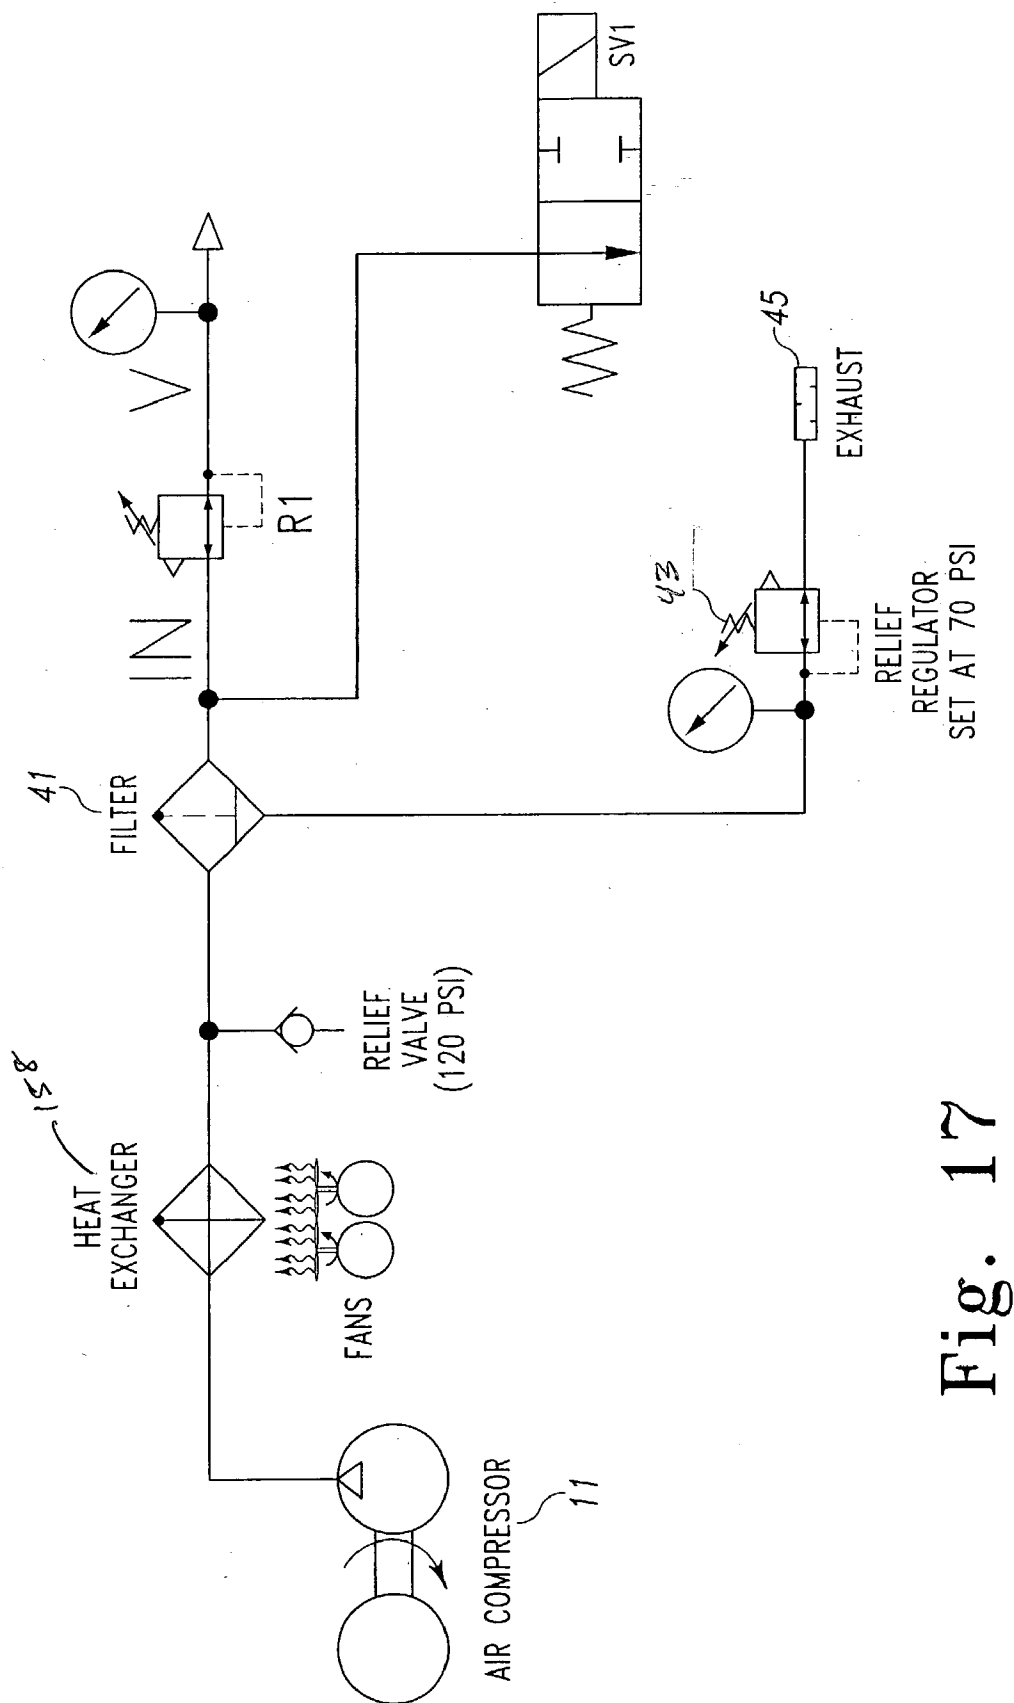 158
HEAT
EXCHANGER
41
FILTER
IN
V
R1
FANS
RELIEF
VALVE
(120 PSI)
SV1
43
45
EXHAUST
RELIEF
REGULATOR
SET AT 70 PSI
AIR COMPRESSOR
11
Fig. 17